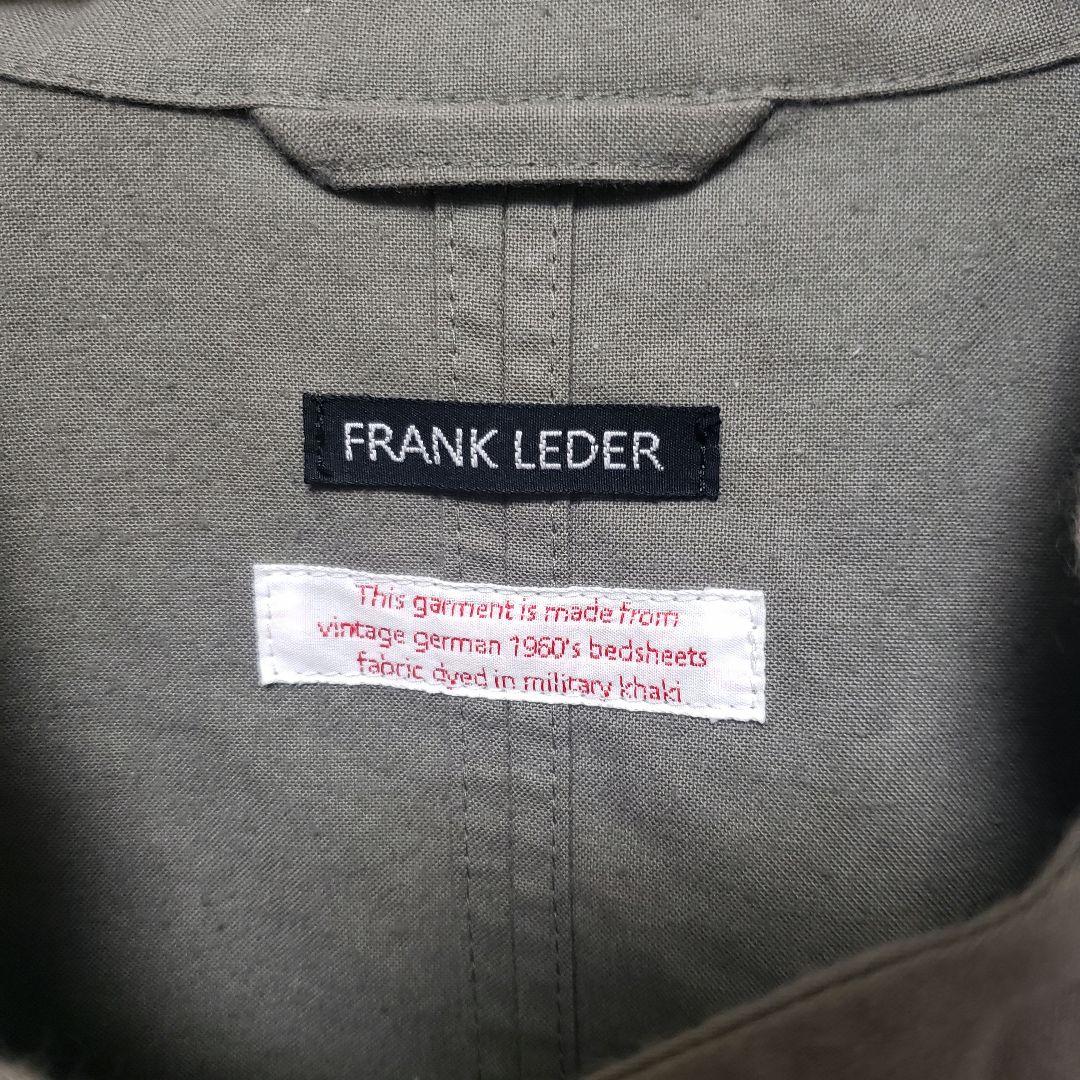 FRANK LEDER
This garment is made from
vintage german 1960's bedsheets
fabric dyed in military khaki